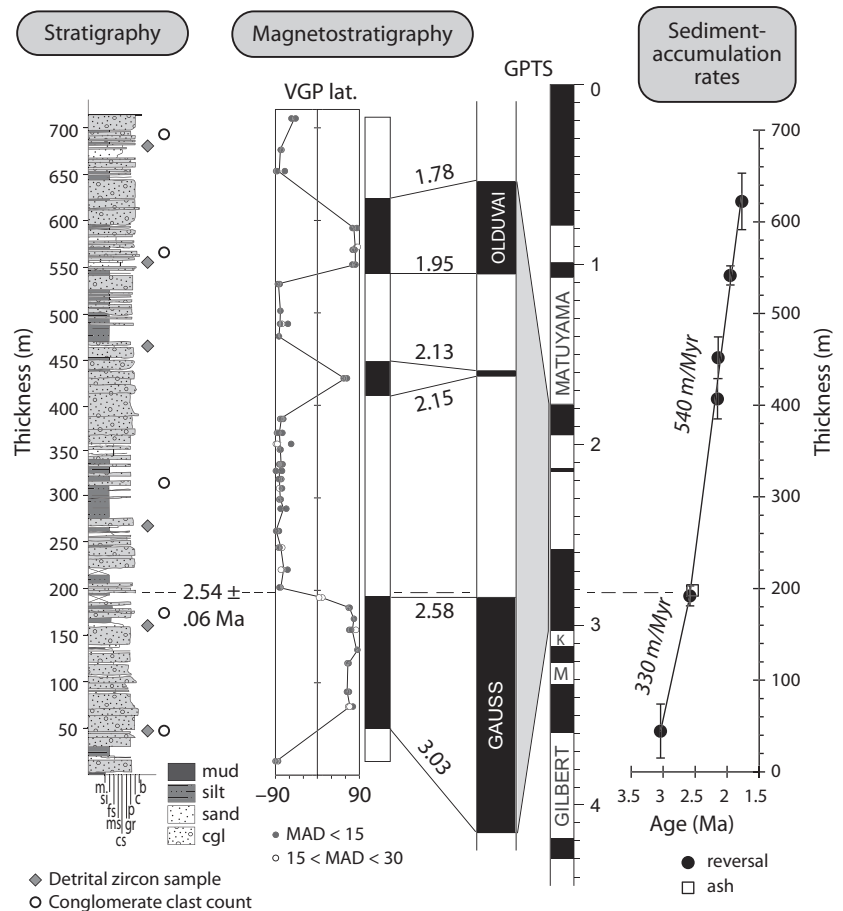 Stratigraphy
Magnetostratigraphy
Sediment-
accumulation
rates
GPTS
VGP lat.
Thickness (m)
700
650
600
550
500
450
400
350
300
250
200
150
100
50
m
si
fs
ms
cs
gr
p
c
b
mud
silt
sand
cgl
Detrital zircon sample
Conglomerate clast count
2.54 ±
.06 Ma
–90
90
MAD < 15
15 < MAD < 30
1.78
1.95
2.13
2.15
2.58
3.03
OLDUVAI
GAUSS
MATUYAMA
K
M
GILBERT
0
1
2
3
4
540 m/Myr
330 m/Myr
700
600
500
400
300
200
100
0
Thickness (m)
3.5
3
2.5
2
1.5
Age (Ma)
reversal
ash